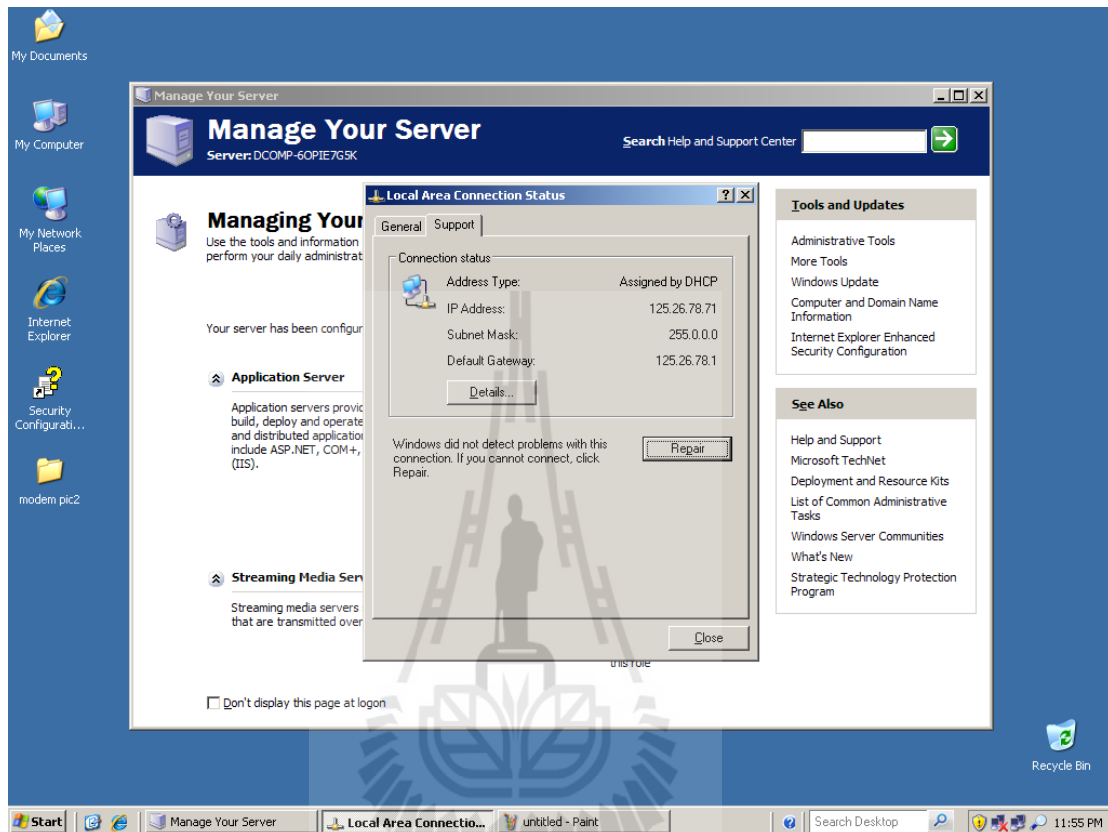 My Documents
My Computer
My Network
Places
Internet
Explorer
Security
Configurati...
modem pic2
Manage Your Server
Manage Your Server
Server: DCOMP-6OPIE7G5K
Search Help and Support Center
Managing Your
Use the tools and information
perform your daily administrat
Your server has been configur
Application Server
Application servers provid
build, deploy and operate
and distributed application
include ASP.NET, COM+,
(IIS).
Streaming Media Serv
Streaming media servers
that are transmitted over
this role
Don't display this page at logon
Local Area Connection Status
General
Support
Connection status
Address Type: Assigned by DHCP
IP Address: 125.26.78.71
Subnet Mask: 255.0.0.0
Default Gateway: 125.26.78.1
Details...
Windows did not detect problems with this
connection. If you cannot connect, click
Repair.
Repair
Close
Tools and Updates
Administrative Tools
More Tools
Windows Update
Computer and Domain Name
Information
Internet Explorer Enhanced
Security Configuration
See Also
Help and Support
Microsoft TechNet
Deployment and Resource Kits
List of Common Administrative
Tasks
Windows Server Communities
What's New
Strategic Technology Protection
Program
Recycle Bin
Start
Manage Your Server
Local Area Connectio...
untitled - Paint
Search Desktop
11:55 PM